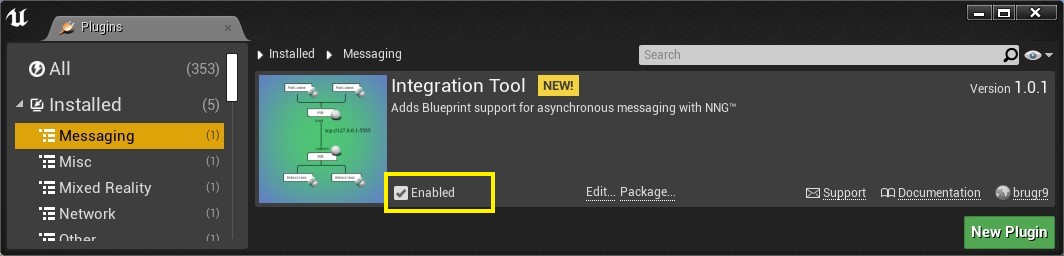 Plugins
All (353)
Installed (5)
Messaging (1)
Misc (1)
Mixed Reality (1)
Network (1)
Other (1)
Installed Messaging
Search
Integration Tool NEW! Version 1.0.1
Adds Blueprint support for asynchronous messaging with NNG™
tcp://127.0.0.1:5555
Enabled Edit... Package... Support Documentation brugr9
New Plugin